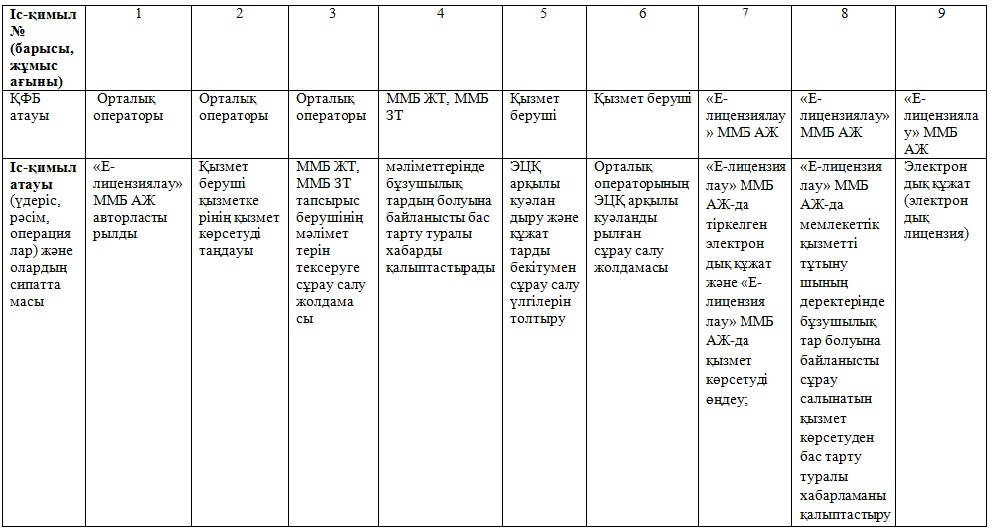 Іс-қимыл
№
(барысы,
жұмыс
ағыны)
1
2
3
4
5
6
7
8
9
ҚФБ
атауы
Орталық
операторы
Орталық
операторы
Орталық
операторы
ММБ ЖТ, ММБ
ЗТ
Қызмет
беруші
Қызмет беруші
«Е-
лицензиялау
» ММБ АЖ
«Е-
лицензиялау»
ММБ АЖ
«Е-
лицензияла
у» ММБ
АЖ
Іс-қимыл
атауы
(үдеріс,
рәсім,
операция
лар) және
олардың
сипатта
масы
«Е-
лицензиялау»
ММБ АЖ
авторласты
рылды
Қызмет
беруші
қызметке
рінің қызмет
көрсетуді
таңдауы
ММБ ЖТ,
ММБ ЗТ
тапсырыс
берушінің
мәлімет
терін
тексеруге
сұрау салу
жолдама
сы
мәліметтерінде
бұзушылық
тардың болуына
байланысты бас
тарту туралы
хабарды
қалыптастырады
ЭЦҚ
арқылы
куәлан
дыру және
құжат
тарды
бекітумен
сұрау салу
үлгілерін
толтыру
Орталық
операторының
ЭЦҚ арқылы
куәланды
рылған
сұрау салу
жолдамасы
«Е-лицензия
лау» ММБ
АЖ-да
тіркелген
электрон
дық құжат
және «Е-
лицензия
лау» ММБ
АЖ-да
қызмет
көрсетуді
өңдеу;
«Е-лицензия
лау» ММБ
АЖ-да
мемлекеттік
қызметті
тұтыну
шының
деректерінде
бұзушылық
тар болуына
байланысты
сұрау
салынатын
қызмет
көрсетуден
бас тарту
туралы
хабарламаны
қалыптастыру
Электрон
дық құжат
(электрон
дық
лицензия)